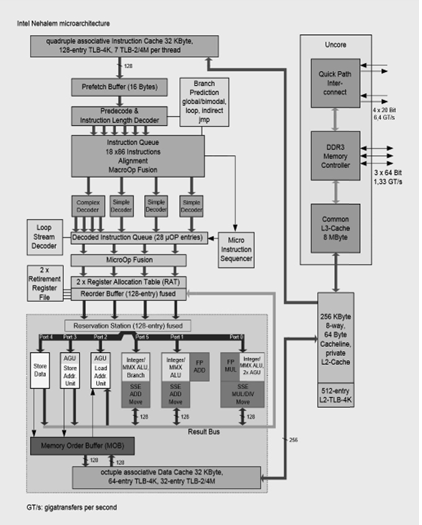 Intel Nehalem microarchitecture
quadruple associative Instruction Cache 32 KByte,
128-entry TLB-4K, 7 TLB-2/4M per thread
128
Prefetch Buffer (16 Bytes)
Predecode &
Instruction Length Decoder
Branch
Prediction
global/bimodal,
loop, indirect
jmp
Instruction Queue
18 x86 Instructions
Alignment
MacroOp Fusion
Complex
Decoder
Simple
Decoder
Simple
Decoder
Simple
Decoder
Loop
Stream
Decoder
Decoded Instruction Queue (28 µOP entries)
Micro
Instruction
Sequencer
MicroOp Fusion
2 x
Retirement
Register
File
2 x Register Allocation Table (RAT)
Reorder Buffer (128-entry) fused
Reservation Station (128-entry) fused
Port 4
Port 3
Port 2
Port 5
Port 1
Port 0
Store
Data
AGU
Store
Addr.
Unit
AGU
Load
Addr.
Unit
Integer/
MMX ALU,
Branch
SSE
ADD
Move
Integer/
MMX
ALU
SSE
ADD
Move
FP
ADD
FP
MUL
Integer/
MMX ALU,
2x AGU
SSE
MUL/DIV
Move
128
128
128
Result Bus
Memory Order Buffer (MOB)
128
128
256
octuple associative Data Cache 32 KByte,
64-entry TLB-4K, 32-entry TLB-2/4M
Uncore
Quick Path
Inter-
connect
4 x 20 Bit
6,4 GT/s
DDR3
Memory
Controller
3 x 64 Bit
1,33 GT/s
Common
L3-Cache
8 MByte
256 KByte
8-way,
64 Byte
Cacheline,
private
L2-Cache
512-entry
L2-TLB-4K
GT/s: gigatransfers per second